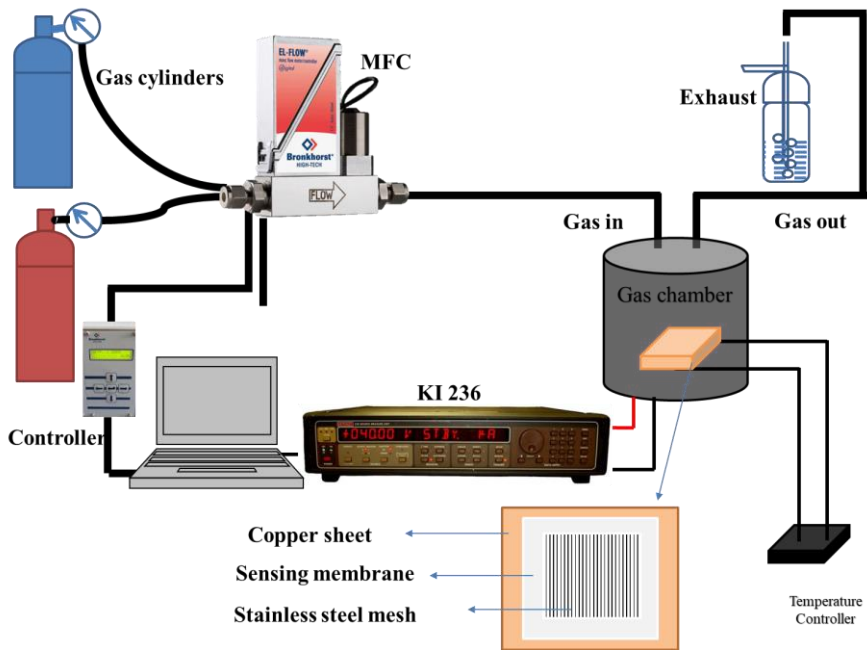 Gas cylinders
EL-FLOW®
MFC
Bronkhorst®
HIGH-TECH
FLOW
Exhaust
Gas in
Gas out
Gas chamber
Controller
KI 236
Copper sheet
Sensing membrane
Stainless steel mesh
Temperature
Controller